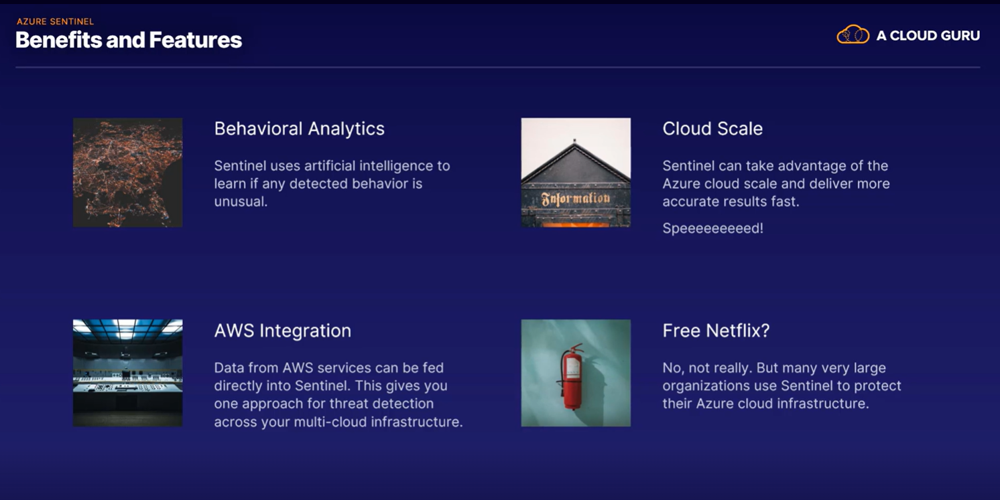 AZURE SENTINEL
Benefits and Features
A CLOUD GURU
Behavioral Analytics
Sentinel uses artificial intelligence to
learn if any detected behavior is
unusual.
Information
Cloud Scale
Sentinel can take advantage of the
Azure cloud scale and deliver more
accurate results fast.
Speeeeeeeeed!
AWS Integration
Data from AWS services can be fed
directly into Sentinel. This gives you
one approach for threat detection
across your multi-cloud infrastructure.
Free Netflix?
No, not really. But many very large
organizations use Sentinel to protect
their Azure cloud infrastructure.